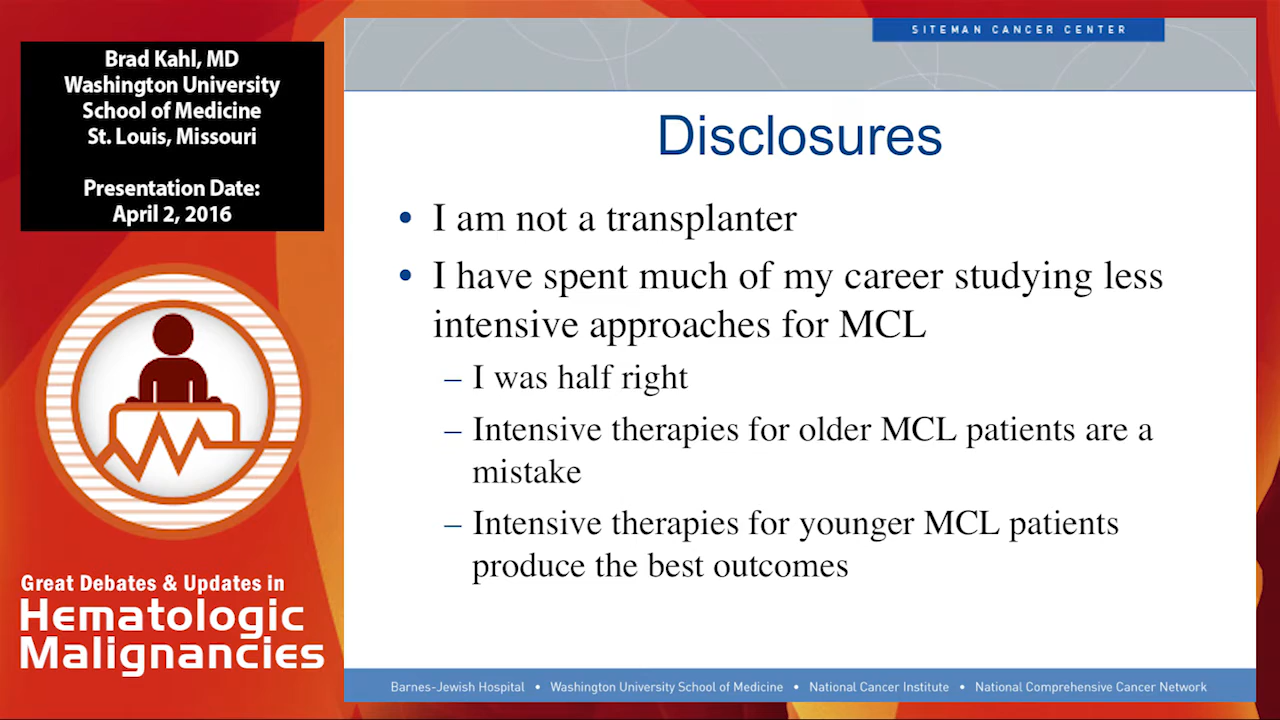 Brad Kahl, MD
Washington University
School of Medicine
St. Louis, Missouri
Presentation Date:
April 2, 2016
Great Debates & Updates in
Hematologic
Malignancies
SITEMAN CANCER CENTER
Disclosures
• I am not a transplanter
• I have spent much of my career studying less
intensive approaches for MCL
– I was half right
– Intensive therapies for older MCL patients are a
mistake
– Intensive therapies for younger MCL patients
produce the best outcomes
Barnes-Jewish Hospital • Washington University School of Medicine • National Cancer Institute • National Comprehensive Cancer Network